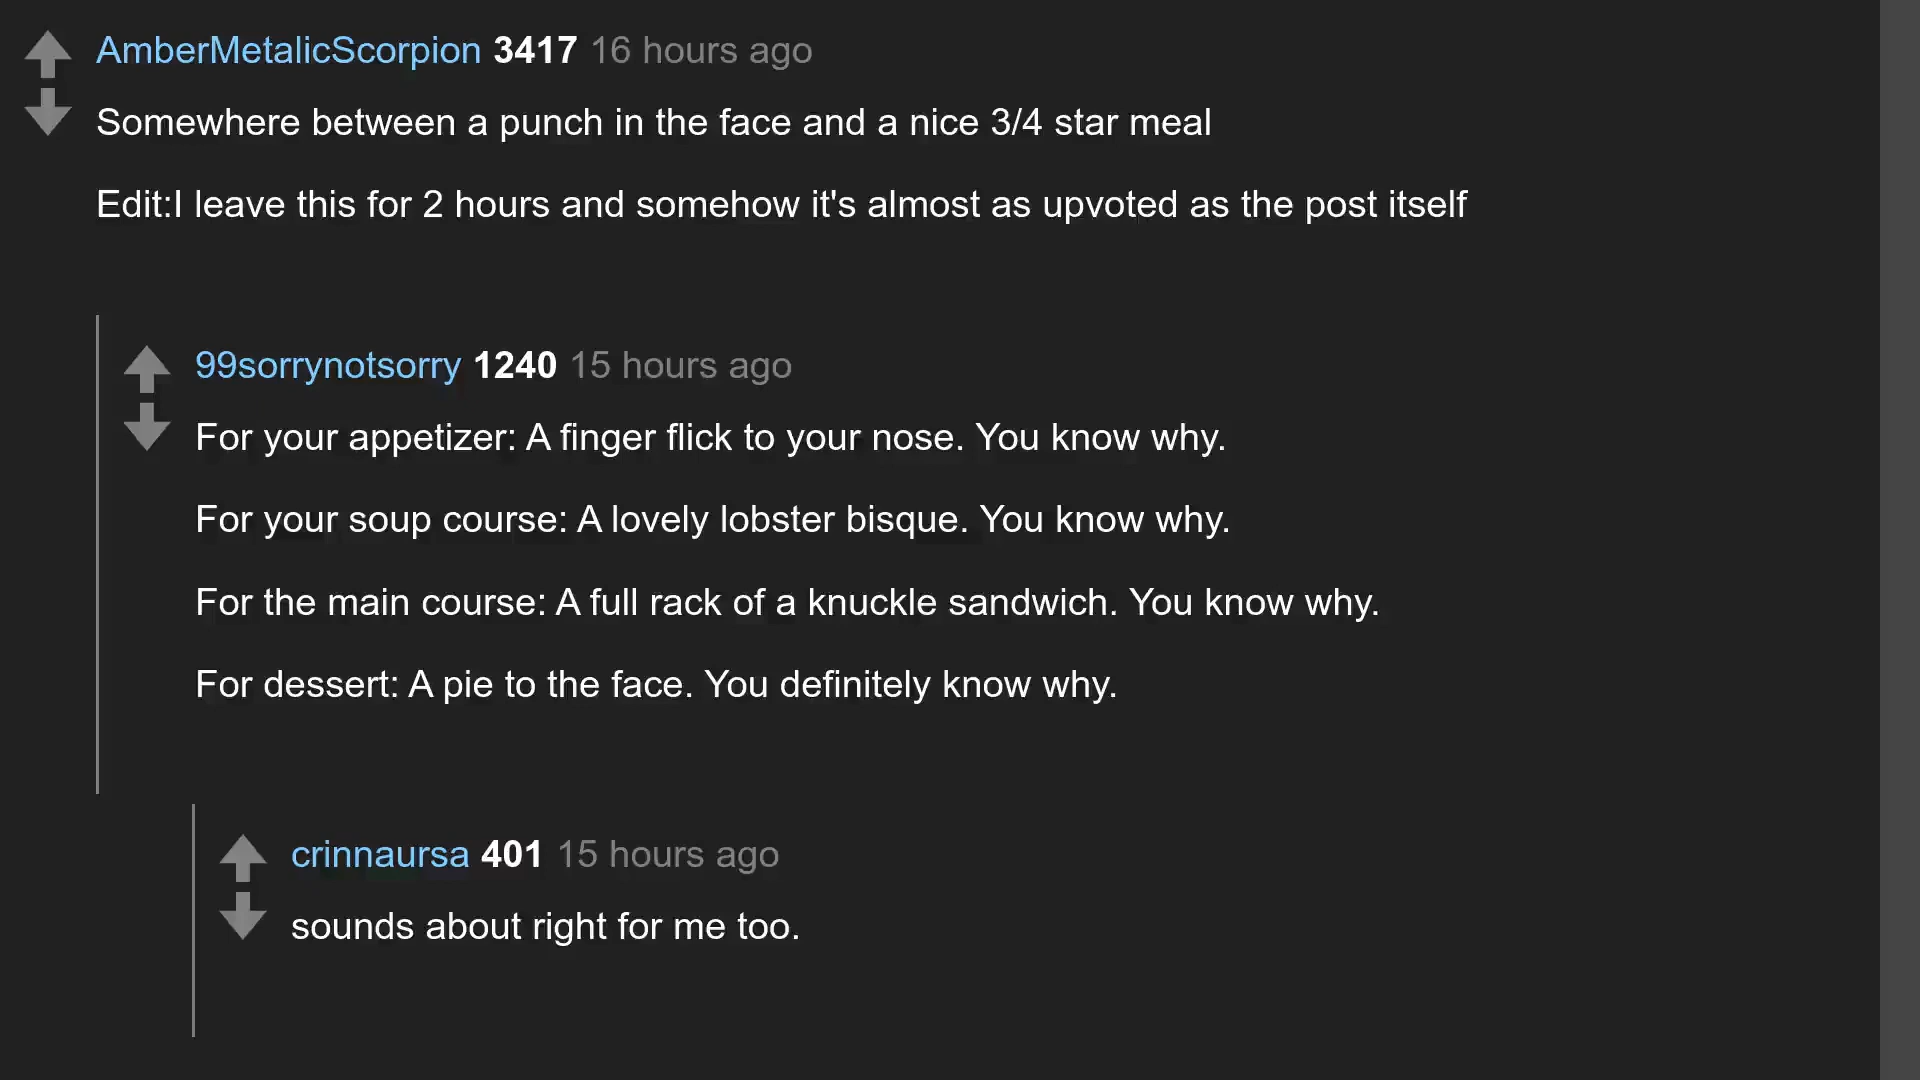 AmberMetalicScorpion 3417 16 hours ago
Somewhere between a punch in the face and a nice 3/4 star meal
Edit:I leave this for 2 hours and somehow it's almost as upvoted as the post itself
99sorrynotsorry 1240 15 hours ago
For your appetizer: A finger flick to your nose. You know why.
For your soup course: A lovely lobster bisque. You know why.
For the main course: A full rack of a knuckle sandwich. You know why.
For dessert: A pie to the face. You definitely know why.
crinnaursa 401 15 hours ago
sounds about right for me too.